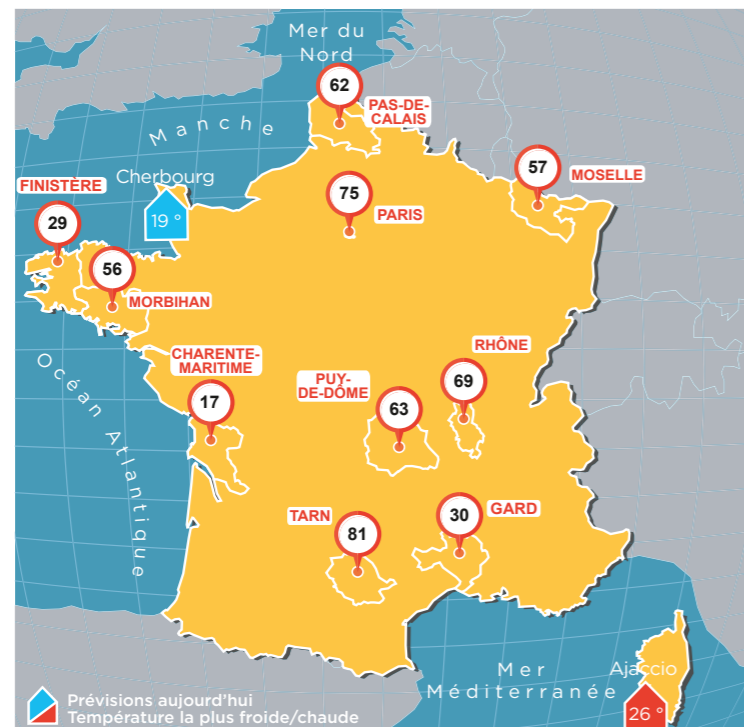 Mer du
Nord
62
PAS-DE-
CALAIS
Manche
57
MOSELLE
Cherbourg
FINISTÈRE
75
PARIS
19 °
29
56
MORBIHAN
CHARENTE-
MARITIME
17
RHÔNE
69
PUY-
DE-DÔME
63
Océan Atlantique
TARN
81
30
GARD
Mer
Méditerranée
Ajaccio
26 °
Prévisions aujourd'hui
Température la plus froide/chaude